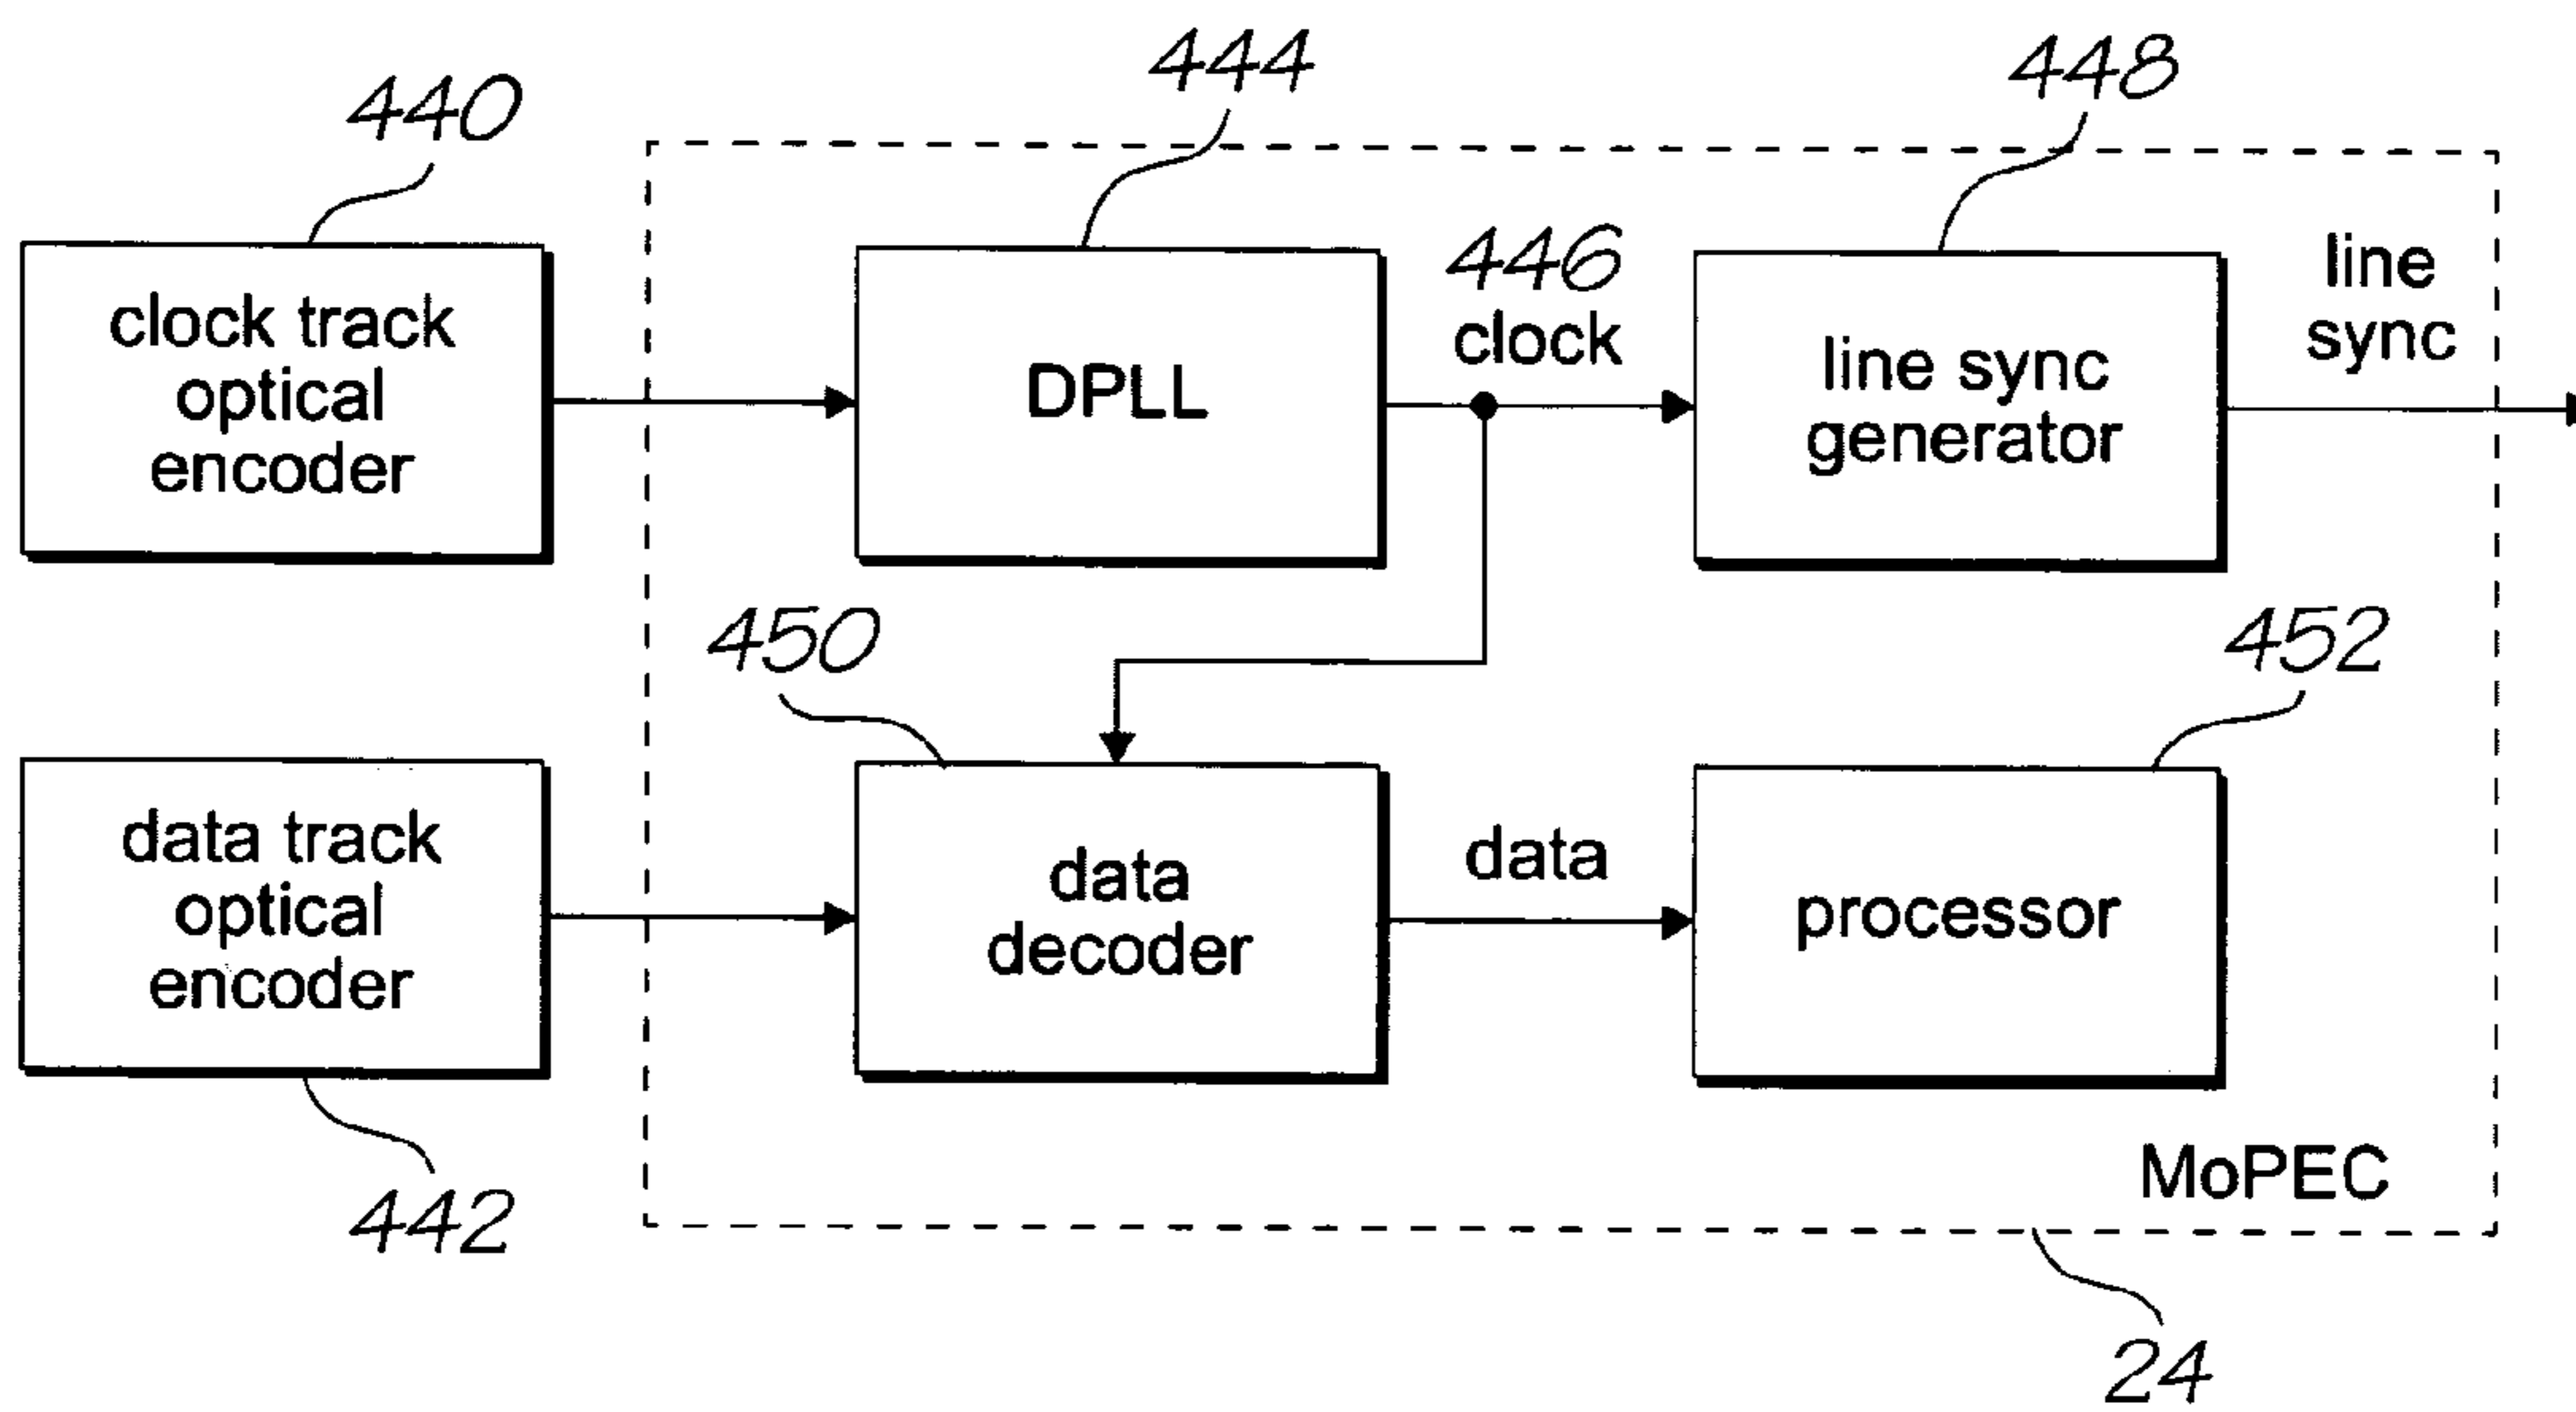 440
444
448
clock track
optical
encoder
DPLL
446
clock
line sync
generator
line
sync
450
452
data track
optical
encoder
data
decoder
data
processor
442
MoPEC
24